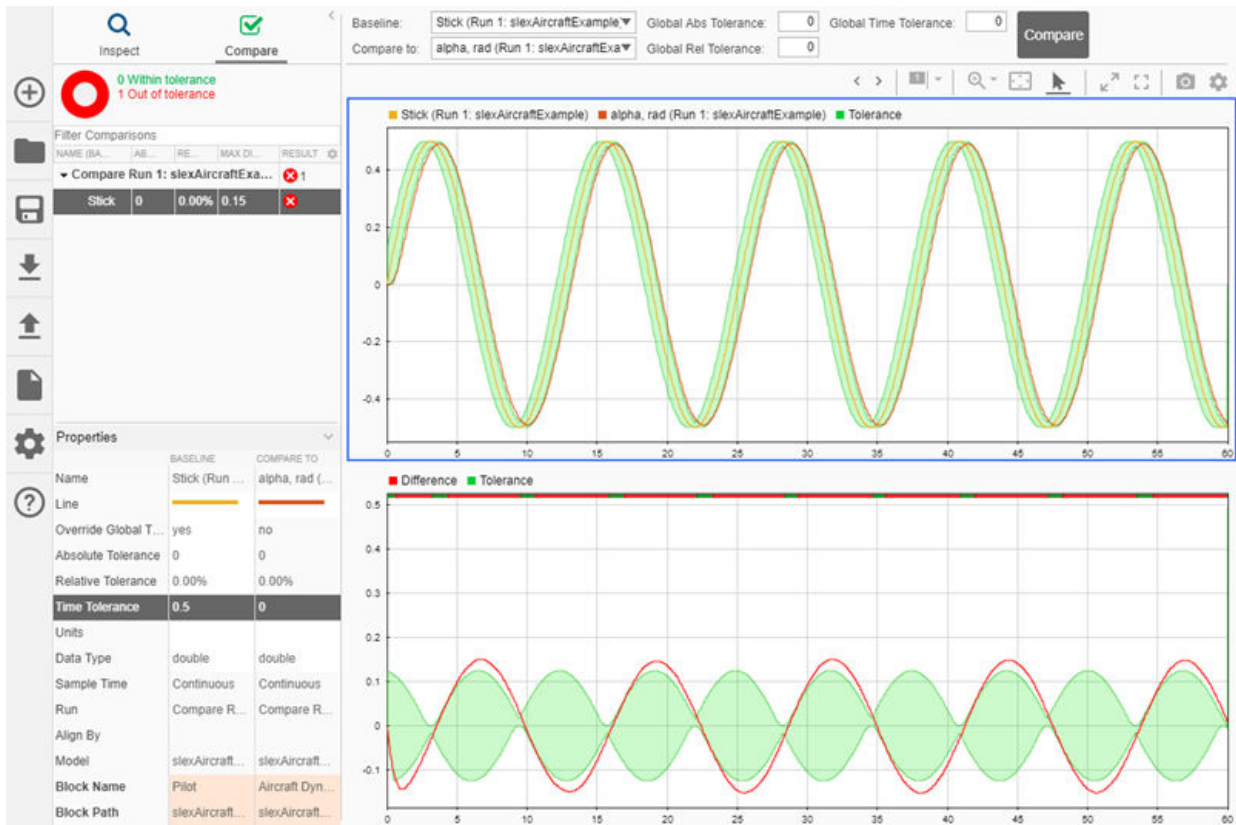 Inspect
Compare
0 Within tolerance
1 Out of tolerance
Filter Comparisons
NAME (BA... AB... RE... MAX DI... RESULT
Compare Run 1: slexAircraftExa... 1
Stick 0 0.00% 0.15
Properties
BASELINE COMPARE TO
Name Stick (Run ... alpha, rad (...
Line
Override Global T... yes no
Absolute Tolerance 0 0
Relative Tolerance 0.00% 0.00%
Time Tolerance 0.5 0
Units
Data Type double double
Sample Time Continuous Continuous
Run Compare R... Compare R...
Align By
Model slexAircraft... slexAircraft...
Block Name Pilot Aircraft Dyn...
Block Path slexAircraft... slexAircraft...
Baseline: Stick (Run 1: slexAircraftExample) Global Abs Tolerance: 0 Global Time Tolerance: 0
Compare to: alpha, rad (Run 1: slexAircraftExa Global Rel Tolerance: 0
Compare
1
Stick (Run 1: slexAircraftExample) alpha, rad (Run 1: slexAircraftExample) Tolerance
0.4
0.2
0
-0.2
-0.4
0 5 10 15 20 25 30 35 40 45 50 55 60
Difference Tolerance
0.5
0.4
0.3
0.2
0.1
0
-0.1
0 5 10 15 20 25 30 35 40 45 50 55 60